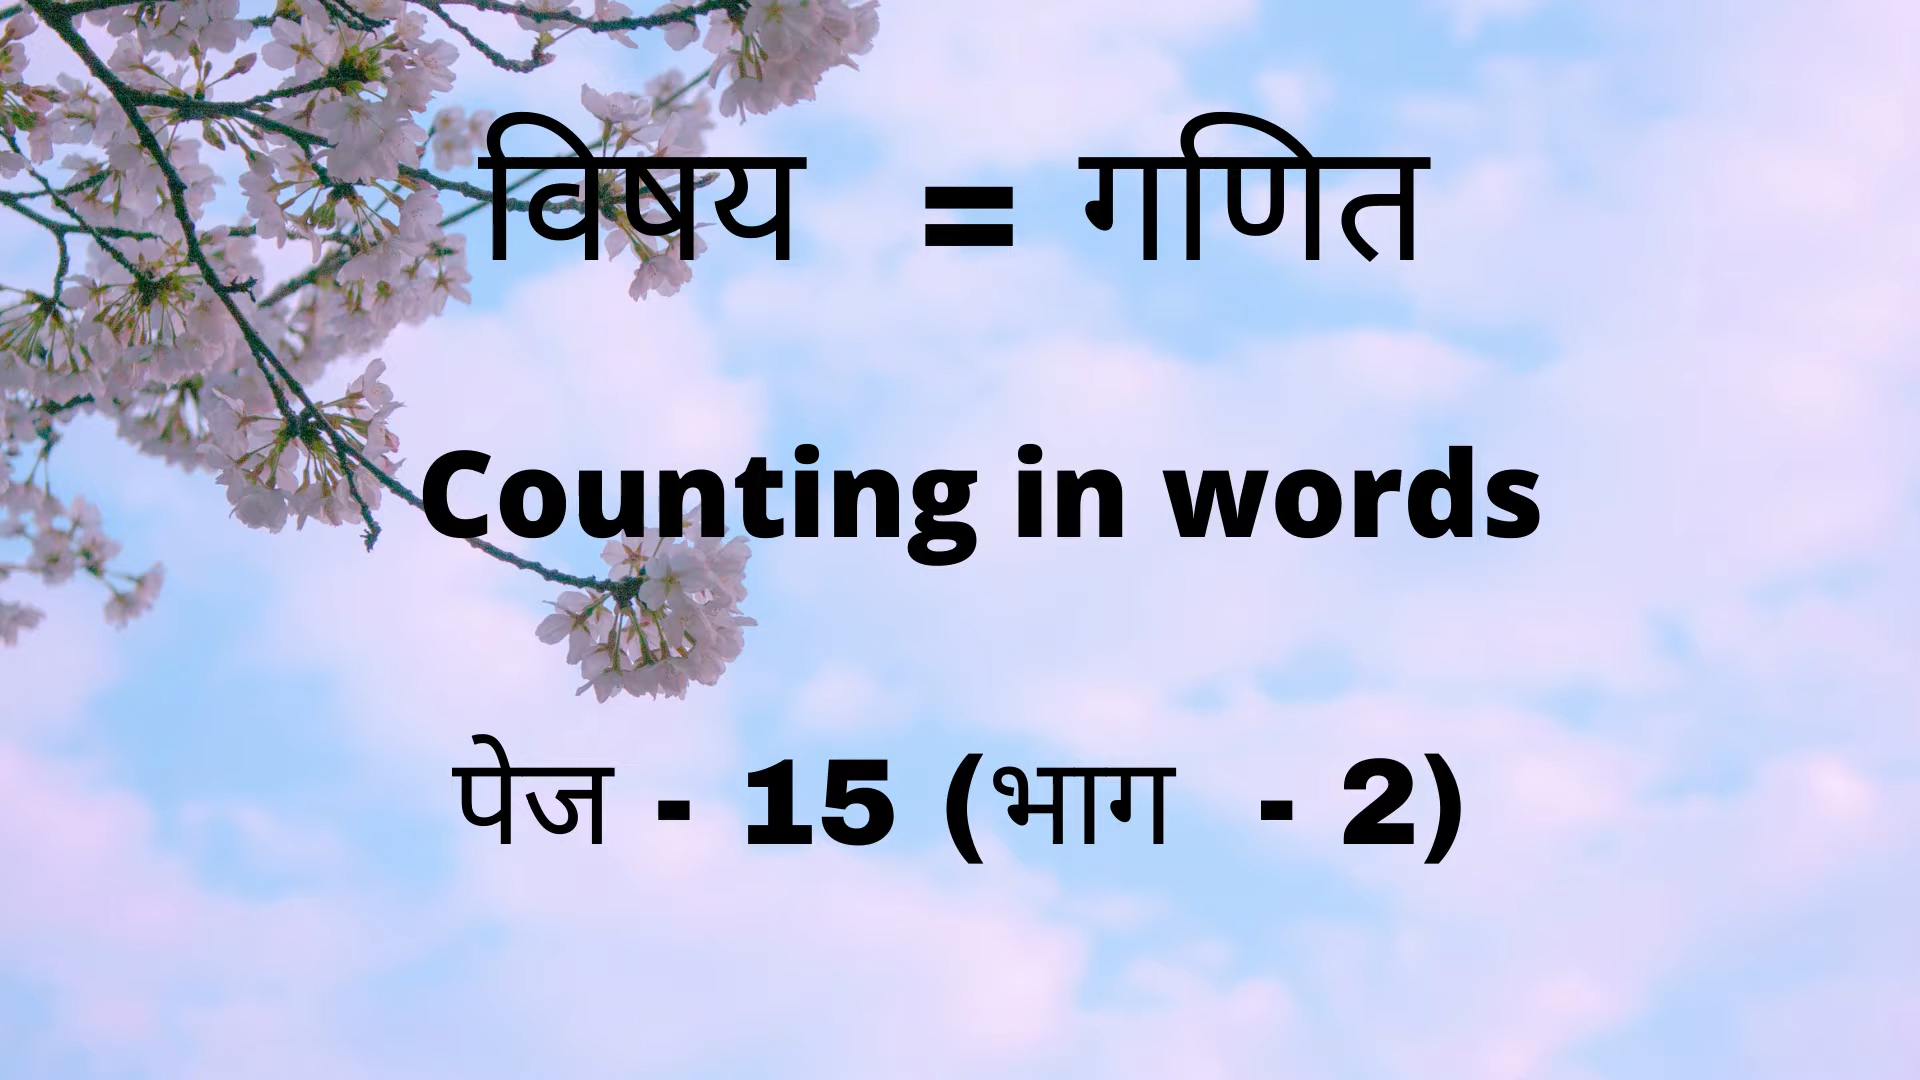 विषय = गणित
Counting in words
पेज - 15 (भाग - 2)